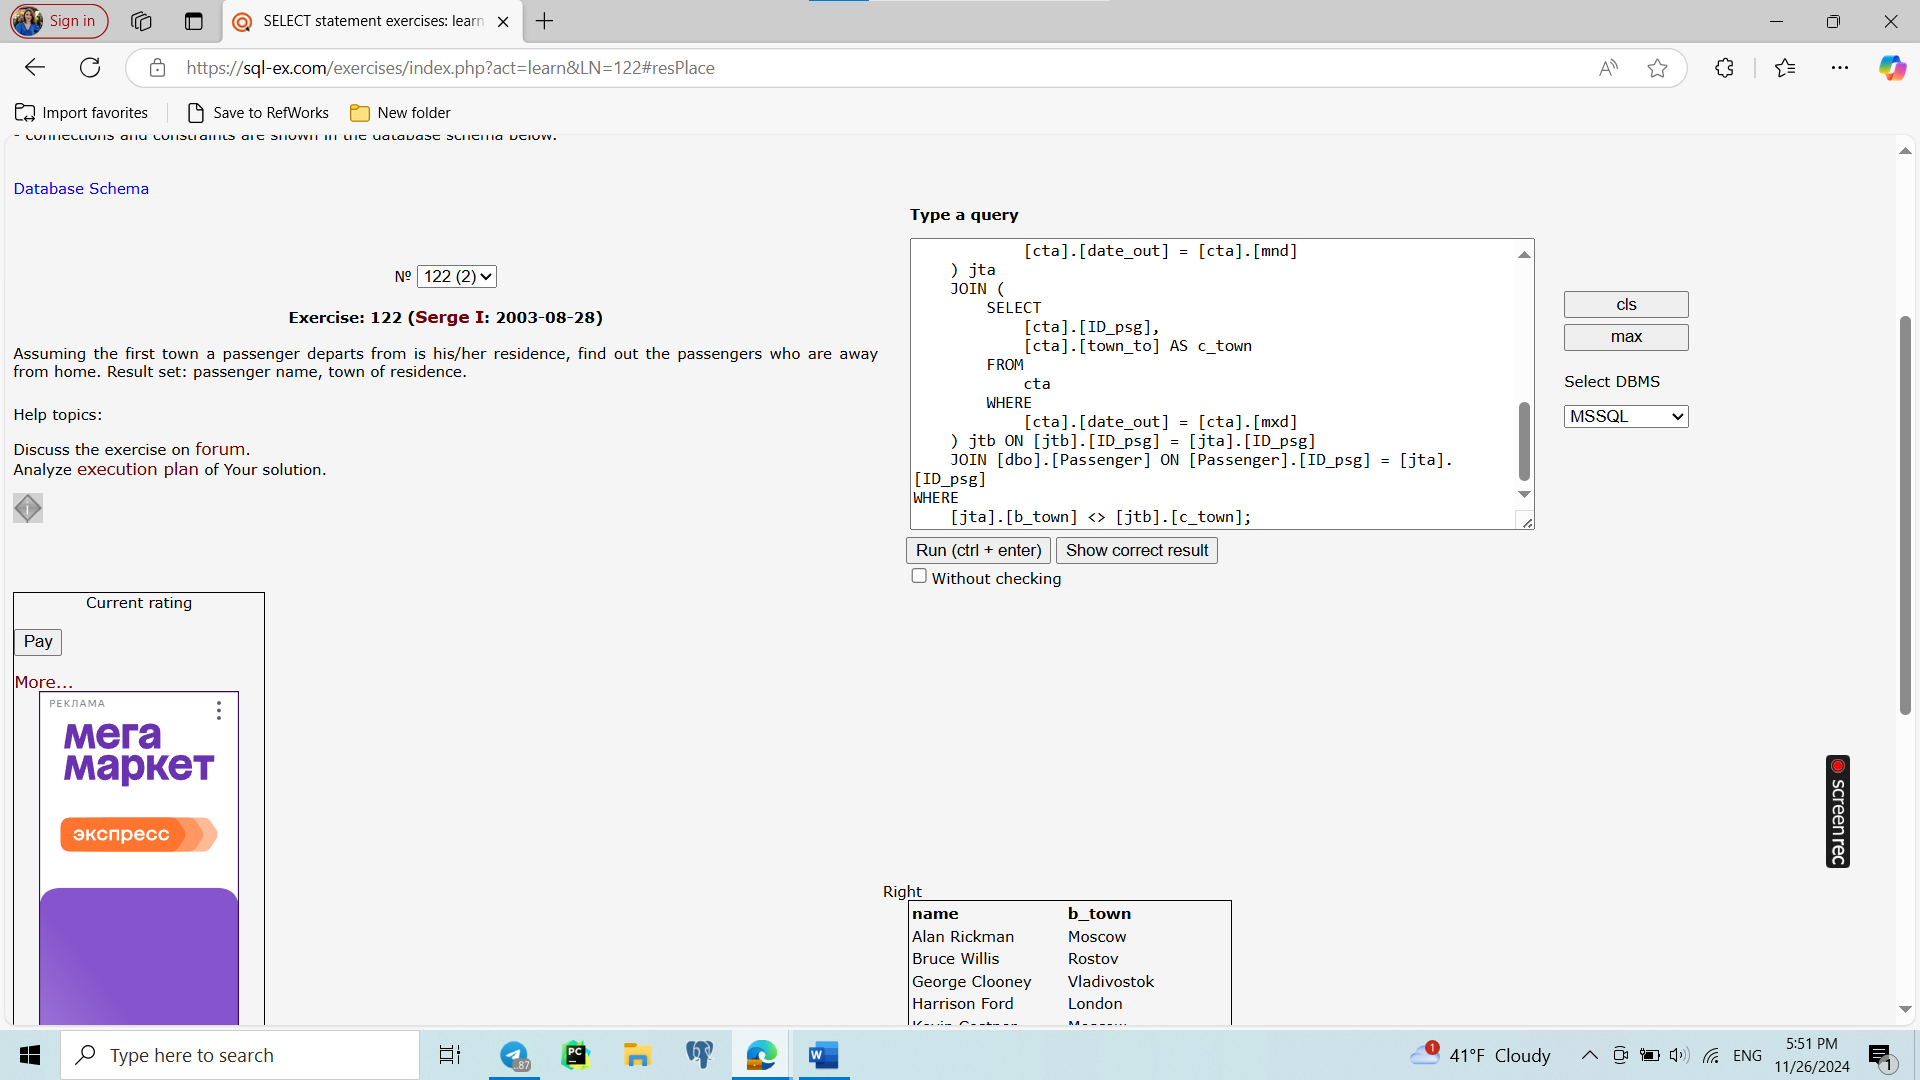 Sign in
SELECT statement exercises: learn
https://sql-ex.com/exercises/index.php?act=learn&LN=122#resPlace
Import favorites
Save to RefWorks
New folder
- connections and constraints are shown in the database schema below.
Database Schema
Type a query
[cta].[date_out] = [cta].[mnd]
) jta
JOIN (
SELECT
[cta].[ID_psg],
[cta].[town_to] AS c_town
FROM
cta
WHERE
[cta].[date_out] = [cta].[mxd]
) jtb ON [jtb].[ID_psg] = [jta].[ID_psg]
JOIN [dbo].[Passenger] ON [Passenger].[ID_psg] = [jta].
[ID_psg]
WHERE
[jta].[b_town] <> [jtb].[c_town];
cls
max
Select DBMS
MSSQL
Run (ctrl + enter)
Show correct result
Without checking
№ 122 (2)
Exercise: 122 (Serge I: 2003-08-28)
Assuming the first town a passenger departs from is his/her residence, find out the passengers who are away
from home. Result set: passenger name, town of residence.
Help topics:
Discuss the exercise on forum.
Analyze execution plan of Your solution.
Current rating
Pay
More...
РЕКЛАМА
мега
маркет
экспресс
Right
name b_town
Alan Rickman Moscow
Bruce Willis Rostov
George Clooney Vladivostok
Harrison Ford London
Kevin Costner Moscow
screenrec
Type here to search
..87
PC
W
1
41°F Cloudy
ENG
5:51 PM
11/26/2024
1